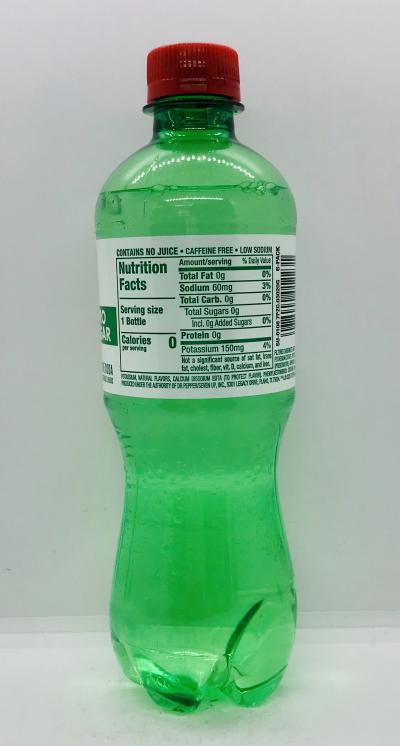 CONTAINS NO JUICE • CAFFEINE FREE • LOW SODIUM
Nutrition
Facts
Serving size
1 Bottle
Calories 0
per serving
Amount/serving % Daily Value
Total Fat 0g 0%
Sodium 60mg 3%
Total Carb. 0g 0%
Total Sugars 0g
Incl. 0g Added Sugars 0%
Protein 0g
Potassium 150mg 4%
Not a significant source of sat fat, trans
fat, cholest, fiber, vit. D, calcium, and iron.
POTASSIUM, NATURAL FLAVORS, CALCIUM DISODIUM EDTA (TO PROTECT FLAVOR)
PRODUCED UNDER THE AUTHORITY OF DR PEPPER/SEVEN UP, INC., 5301 LEGACY DRIVE, PLANO, TX
6-PACK